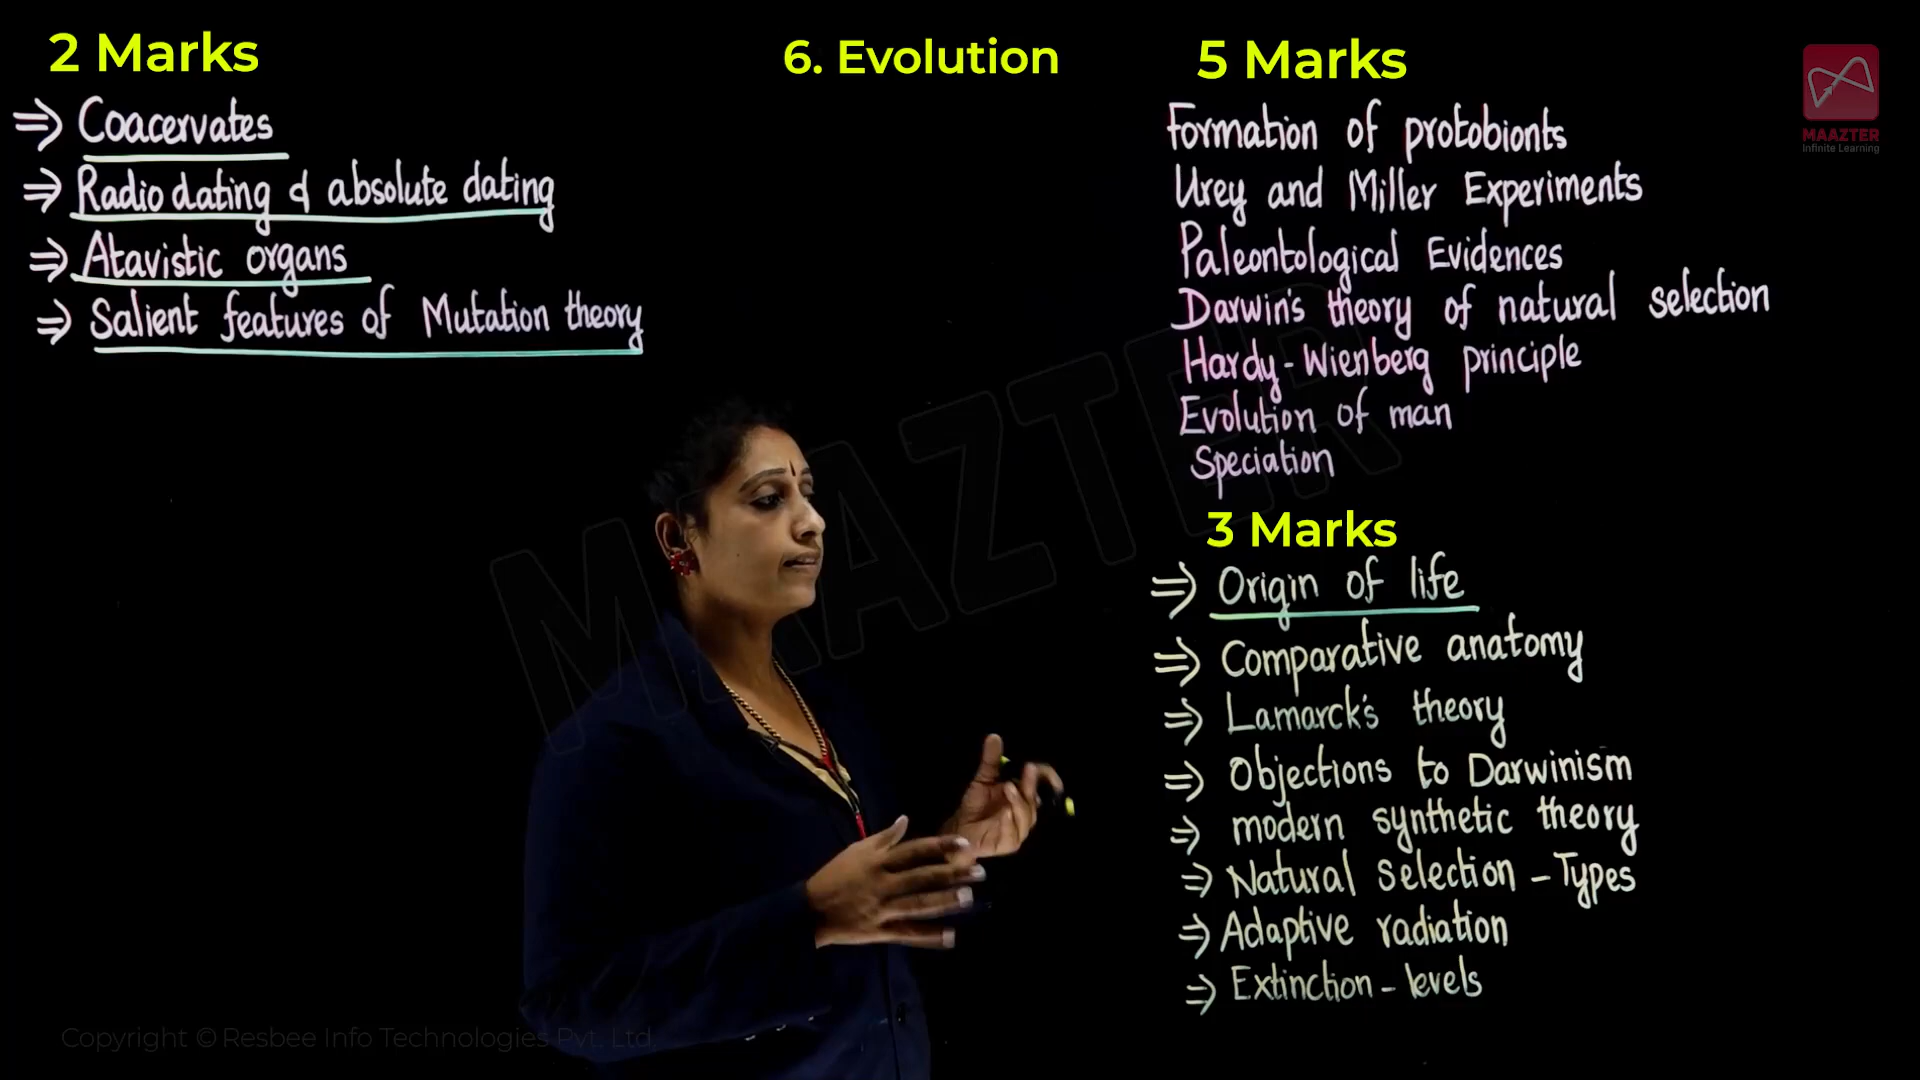 2 Marks
⇒ Coacervates
⇒ Radio dating & absolute dating
⇒ Atavistic organs
⇒ Salient features of Mutation theory
6. Evolution
5 Marks
Formation of protobionts
Urey and Miller Experiments
Paleontological Evidences
Darwin's theory of natural selection
Hardy-Wienberg principle
Evolution of man
Speciation
3 Marks
⇒ Origin of life
⇒ Comparative anatomy
⇒ Lamarck's theory
⇒ Objections to Darwinism
⇒ modern synthetic theory
⇒ Natural selection - Types
⇒ Adaptive radiation
⇒ Extinction - levels
MAAZTER
Infinite Learning
MAAZTER
Copyright © Resbee Info Technologies Pvt. Ltd.